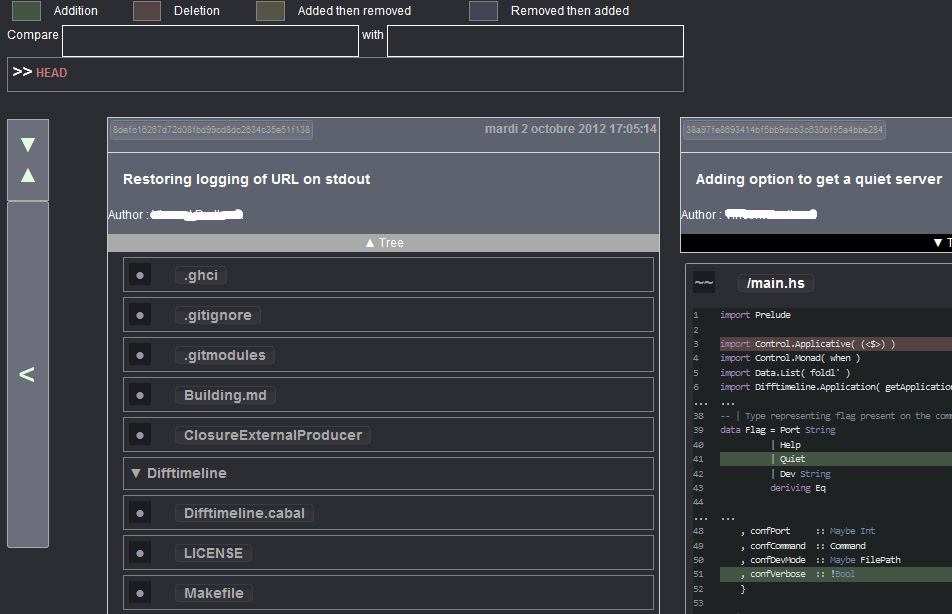 Addition Deletion Added then removed Removed then added
Compare with
>> HEAD
mardi 2 octobre 2012 17:05:14
Restoring logging of URL on stdout
Author :
▲ Tree
.ghci
.gitignore
.gitmodules
Building.md
ClosureExternalProducer
▼ Difftimeline
Difftimeline.cabal
LICENSE
Makefile
Adding option to get a quiet server
Author :
▼ T
~~ /main.hs
1 import Prelude
2
3 import Control.Applicative( (<$>) )
4 import Control.Monad( when )
5 import Data.List( foldl' )
6 import Difftimeline.Application( getApplication
... ...
38 -- | Type representing flag present on the com
39 data Flag = Port String
40 | Help
41 | Quiet
42 | Dev String
43 deriving Eq
44
... ...
48 , confPort :: Maybe Int
49 , confCommand :: Command
50 , confDevMode :: Maybe FilePath
51 , confVerbose :: !Bool
52 }
53